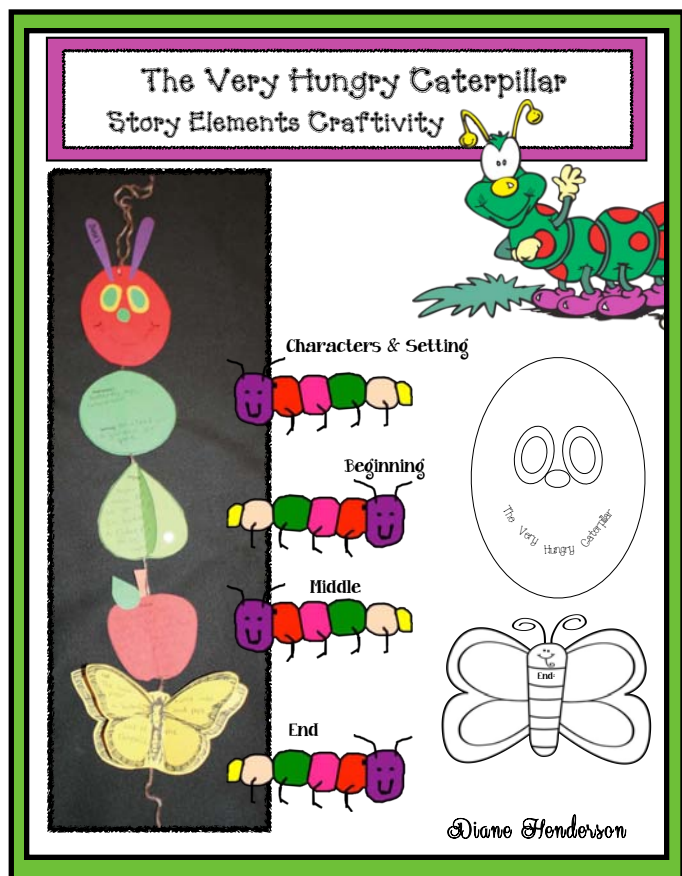 The Very Hungry Caterpillar
Story Elements Craftivity
Characters & Setting
Beginning
Middle
End
The Very Hungry Caterpillar
End:
Diane Henderson